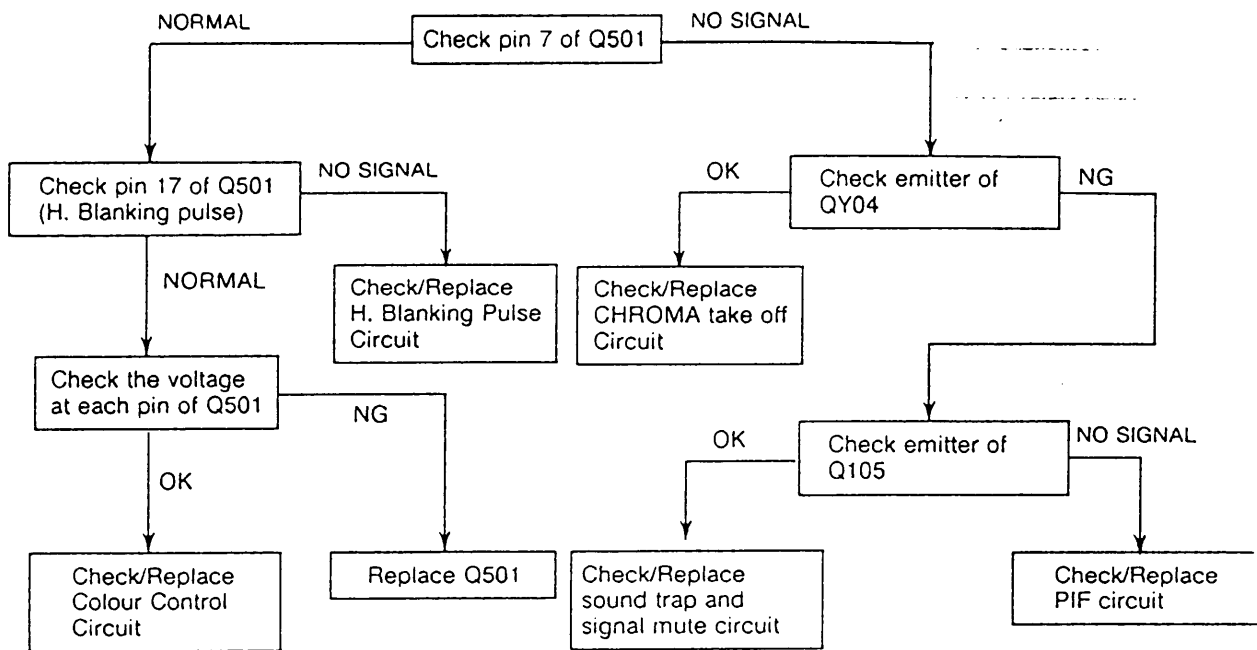 NORMAL
Check pin 7 of Q501
NO SIGNAL
Check pin 17 of Q501
(H. Blanking pulse)
NO SIGNAL
OK
Check emitter of
QY04
NG
NORMAL
Check/Replace
H. Blanking Pulse
Circuit
Check/Replace
CHROMA take off
Circuit
Check the voltage
at each pin of Q501
NG
OK
Check emitter of
Q105
NO SIGNAL
OK
Check/Replace
Colour Control
Circuit
Replace Q501
Check/Replace
sound trap and
signal mute circuit
Check/Replace
PIF circuit